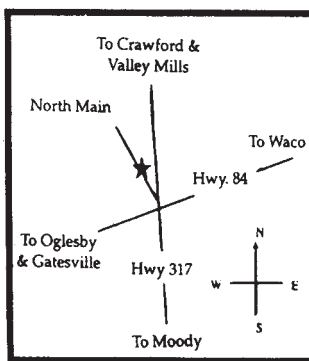 To Crawford &
Valley Mills
North Main
To Waco
Hwy. 84
To Oglesby
& Gatesville
Hwy 317
N
W
E
S
To Moody